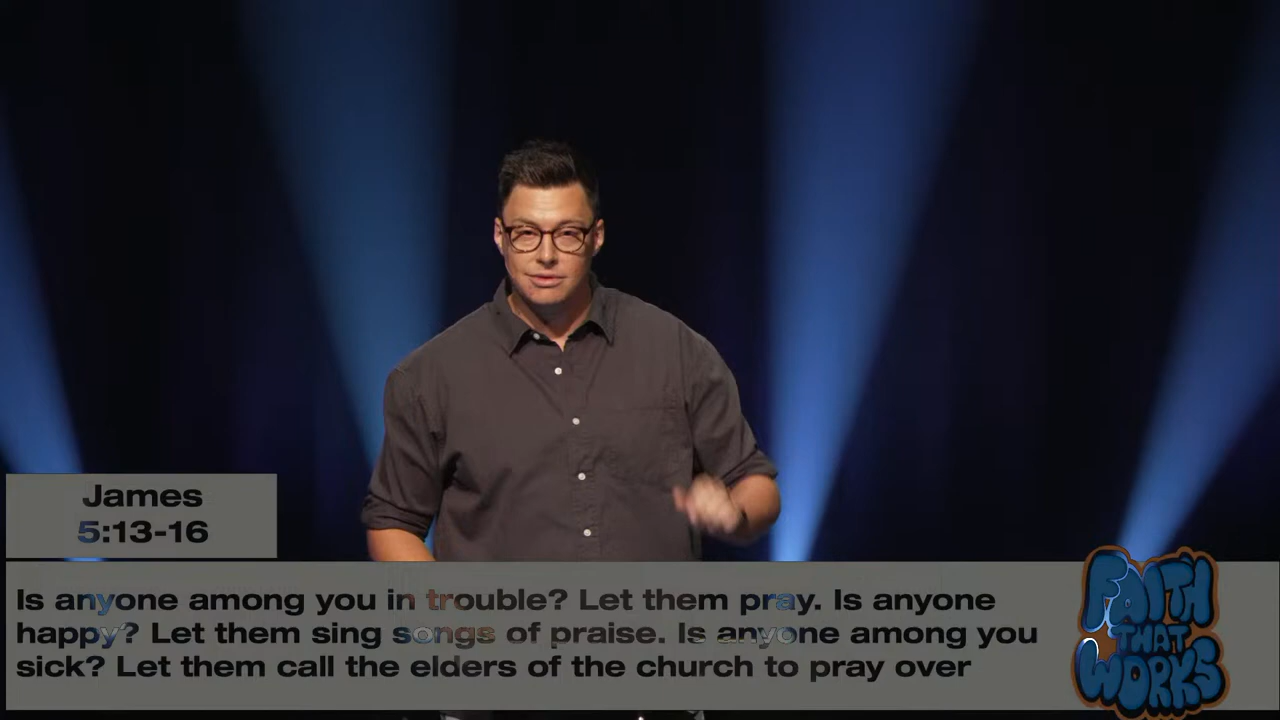 James
5:13-16
Is anyone among you in trouble? Let them pray. Is anyone
happy? Let them sing songs of praise. Is anyone among you
sick? Let them call the elders of the church to pray over
FAITH
THAT
WORKS